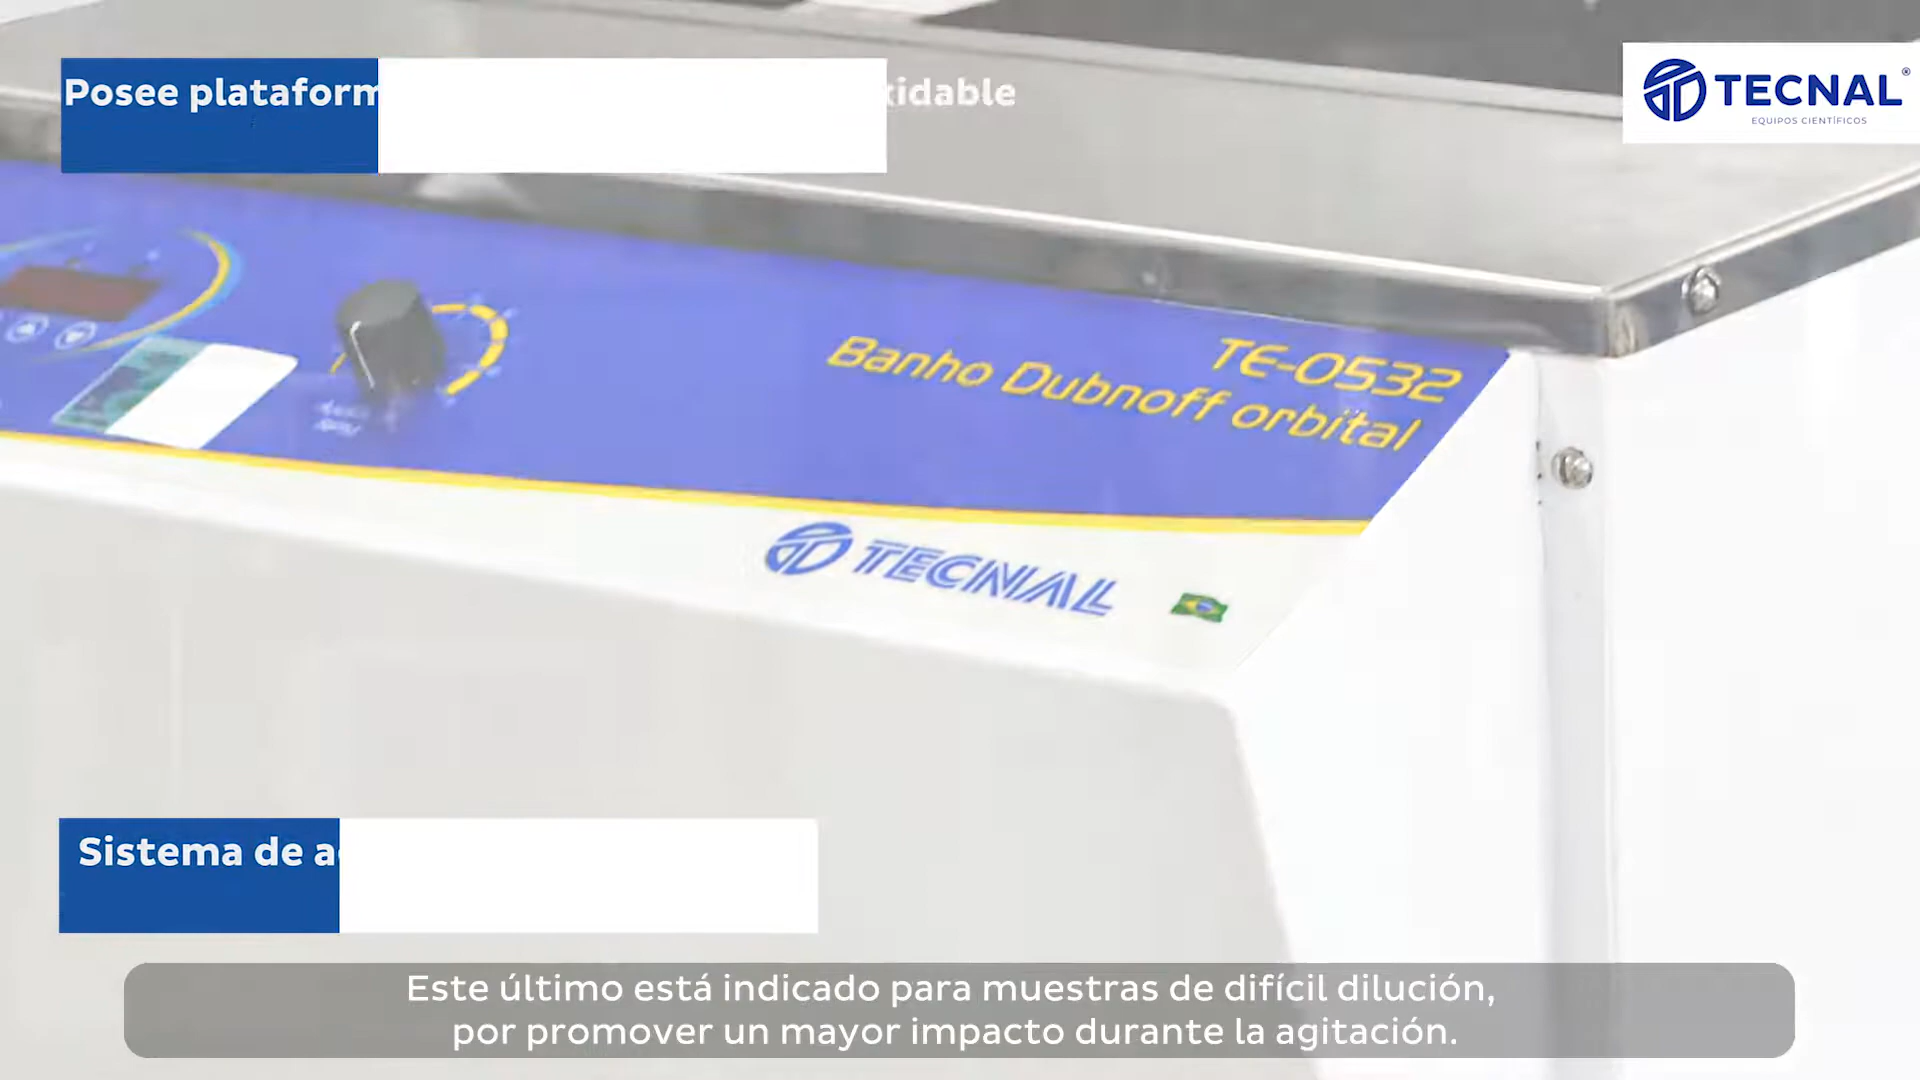 Posee plataform
xidable
TECNAL®
EQUIPOS CIENTÍFICOS
TE-0532
Banho Dubnoff orbital
TECNAL
Sistema de a
Este último está indicado para muestras de difícil dilución,
por promover un mayor impacto durante la agitación.